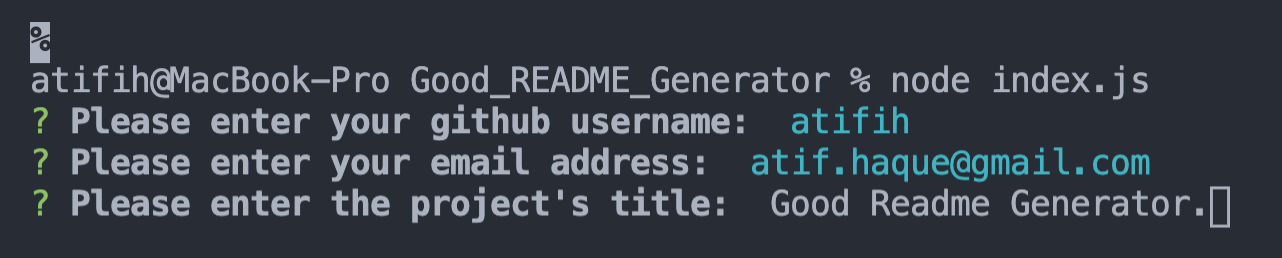 %
atifih@MacBook-Pro Good_README_Generator % node index.js
? Please enter your github username:  atifih
? Please enter your email address:  atif.haque@gmail.com
? Please enter the project's title:  Good Readme Generator.